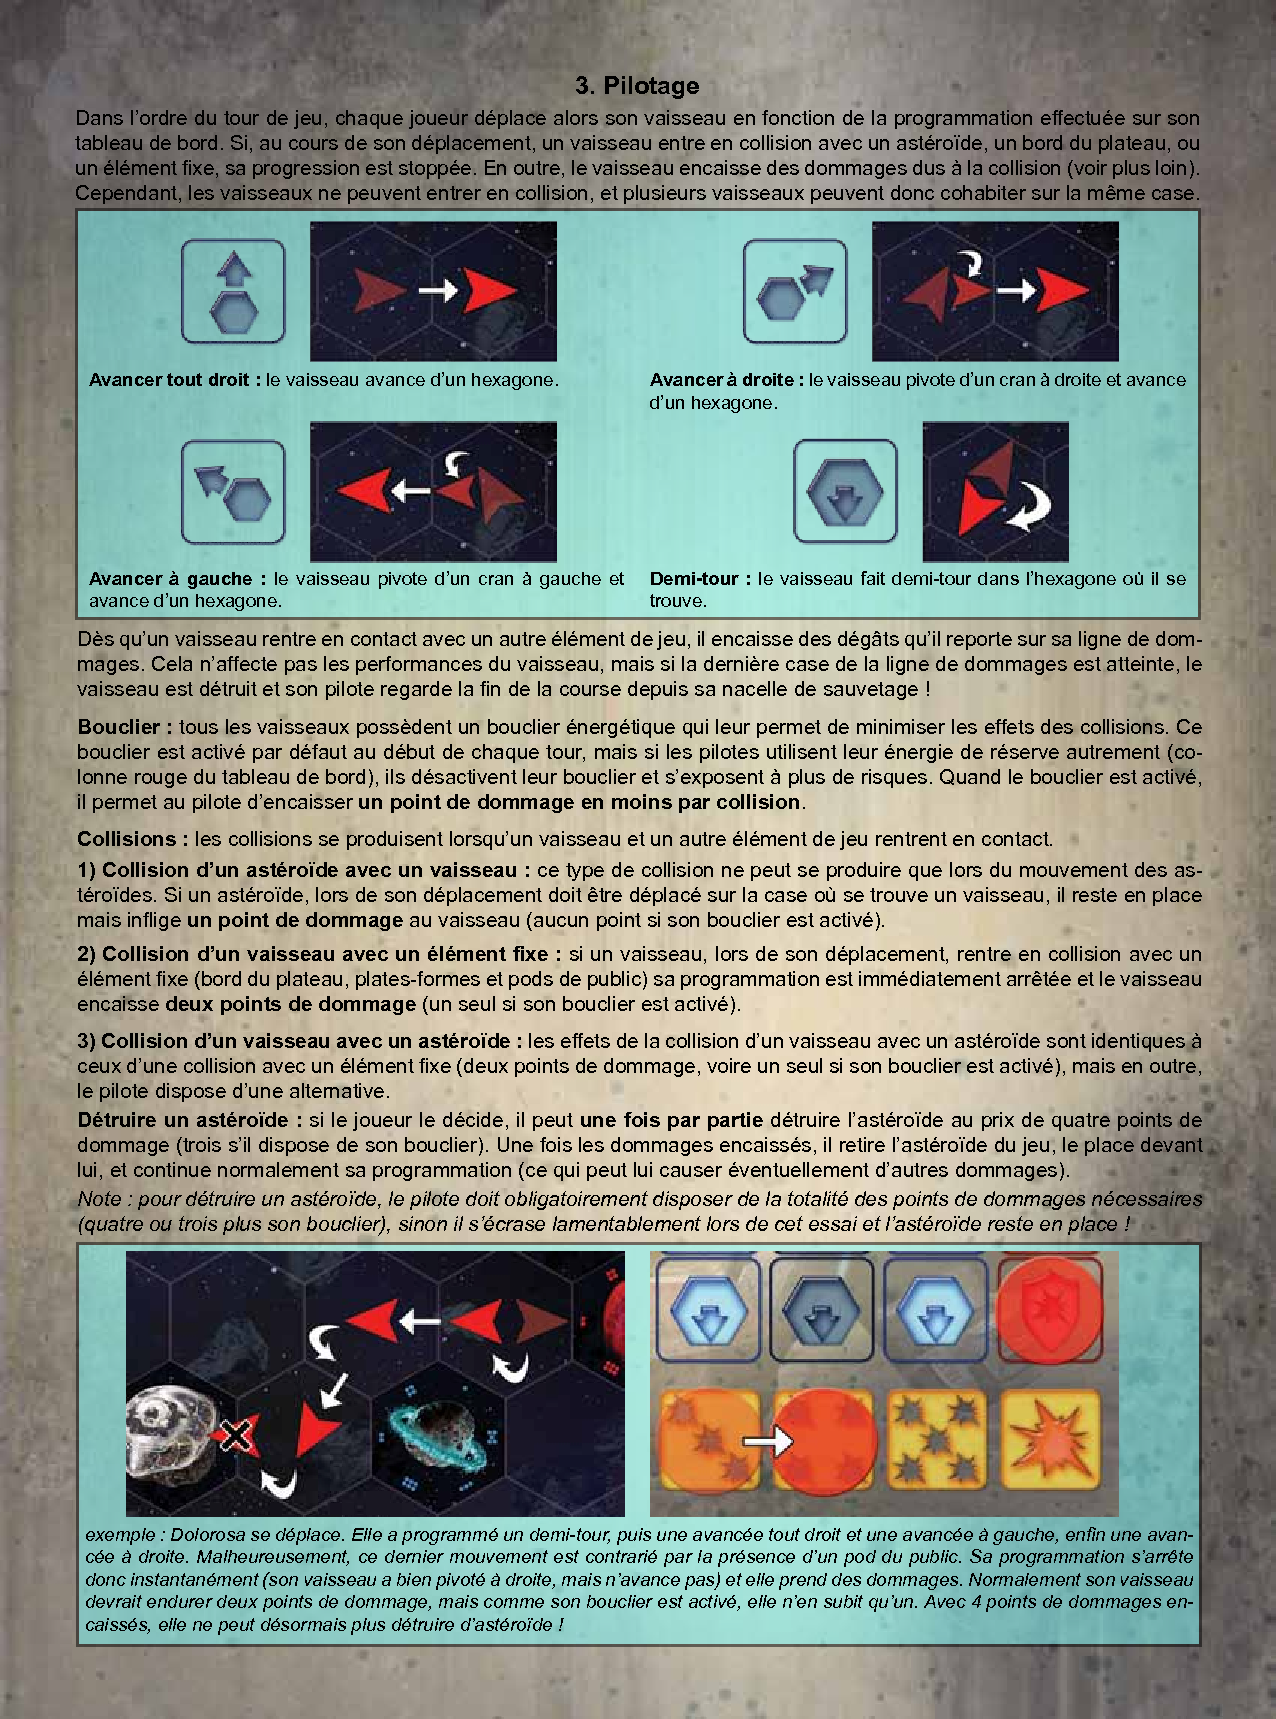 3. Pilotage
Dans l'ordre du tour de jeu, chaque joueur déplace alors son vaisseau en fonction de la programmation effectuée sur son
tableau de bord. Si, au cours de son déplacement, un vaisseau entre en collision avec un astéroïde, un bord du plateau, ou
un élément fixe, sa progression est stoppée. En outre, le vaisseau encaisse des dommages dus à la collision (voir plus loin).
Cependant, les vaisseaux ne peuvent entrer en collision, et plusieurs vaisseaux peuvent donc cohabiter sur la même case.
Avancer tout droit : le vaisseau avance d'un hexagone.
Avancer à droite : le vaisseau pivote d'un cran à droite et avance
d'un hexagone.
Avancer à gauche : le vaisseau pivote d'un cran à gauche et
avance d'un hexagone.
Demi-tour : le vaisseau fait demi-tour dans l'hexagone où il se
trouve.
Dès qu'un vaisseau rentre en contact avec un autre élément de jeu, il encaisse des dégâts qu'il reporte sur sa ligne de dom-
mages. Cela n'affecte pas les performances du vaisseau, mais si la dernière case de la ligne de dommages est atteinte, le
vaisseau est détruit et son pilote regarde la fin de la course depuis sa nacelle de sauvetage !
Bouclier : tous les vaisseaux possèdent un bouclier énergétique qui leur permet de minimiser les effets des collisions. Ce
bouclier est activé par défaut au début de chaque tour, mais si les pilotes utilisent leur énergie de réserve autrement (co-
lonne rouge du tableau de bord), ils désactivent leur bouclier et s'exposent à plus de risques. Quand le bouclier est activé,
il permet au pilote d'encaisser un point de dommage en moins par collision.
Collisions : les collisions se produisent lorsqu'un vaisseau et un autre élément de jeu rentrent en contact.
1) Collision d'un astéroïde avec un vaisseau : ce type de collision ne peut se produire que lors du mouvement des as-
téroïdes. Si un astéroïde, lors de son déplacement doit être déplacé sur la case où se trouve un vaisseau, il reste en place
mais inflige un point de dommage au vaisseau (aucun point si son bouclier est activé).
2) Collision d'un vaisseau avec un élément fixe : si un vaisseau, lors de son déplacement, rentre en collision avec un
élément fixe (bord du plateau, plates-formes et pods de public) sa programmation est immédiatement arrêtée et le vaisseau
encaisse deux points de dommage (un seul si son bouclier est activé).
3) Collision d'un vaisseau avec un astéroïde : les effets de la collision d'un vaisseau avec un astéroïde sont identiques à
ceux d'une collision avec un élément fixe (deux points de dommage, voire un seul si son bouclier est activé), mais en outre,
le pilote dispose d'une alternative.
Détruire un astéroïde : si le joueur le décide, il peut une fois par partie détruire l'astéroïde au prix de quatre points de
dommage (trois s'il dispose de son bouclier). Une fois les dommages encaissés, il retire l'astéroïde du jeu, le place devant
lui, et continue normalement sa programmation (ce qui peut lui causer éventuellement d'autres dommages).
Note : pour détruire un astéroïde, le pilote doit obligatoirement disposer de la totalité des points de dommages nécessaires
(quatre ou trois plus son bouclier), sinon il s'écrase lamentablement lors de cet essai et l'astéroïde reste en place !
exemple : Dolorosa se déplace. Elle a programmé un demi-tour, puis une avancée tout droit et une avancée à gauche, enfin une avan-
cée à droite. Malheureusement, ce dernier mouvement est contrarié par la présence d'un pod du public. Sa programmation s'arrête
donc instantanément (son vaisseau a bien pivoté à droite, mais n'avance pas) et elle prend des dommages. Normalement son vaisseau
devrait endurer deux points de dommage, mais comme son bouclier est activé, elle n'en subit qu'un. Avec 4 points de dommages en-
caissés, elle ne peut désormais plus détruire d'astéroïde !